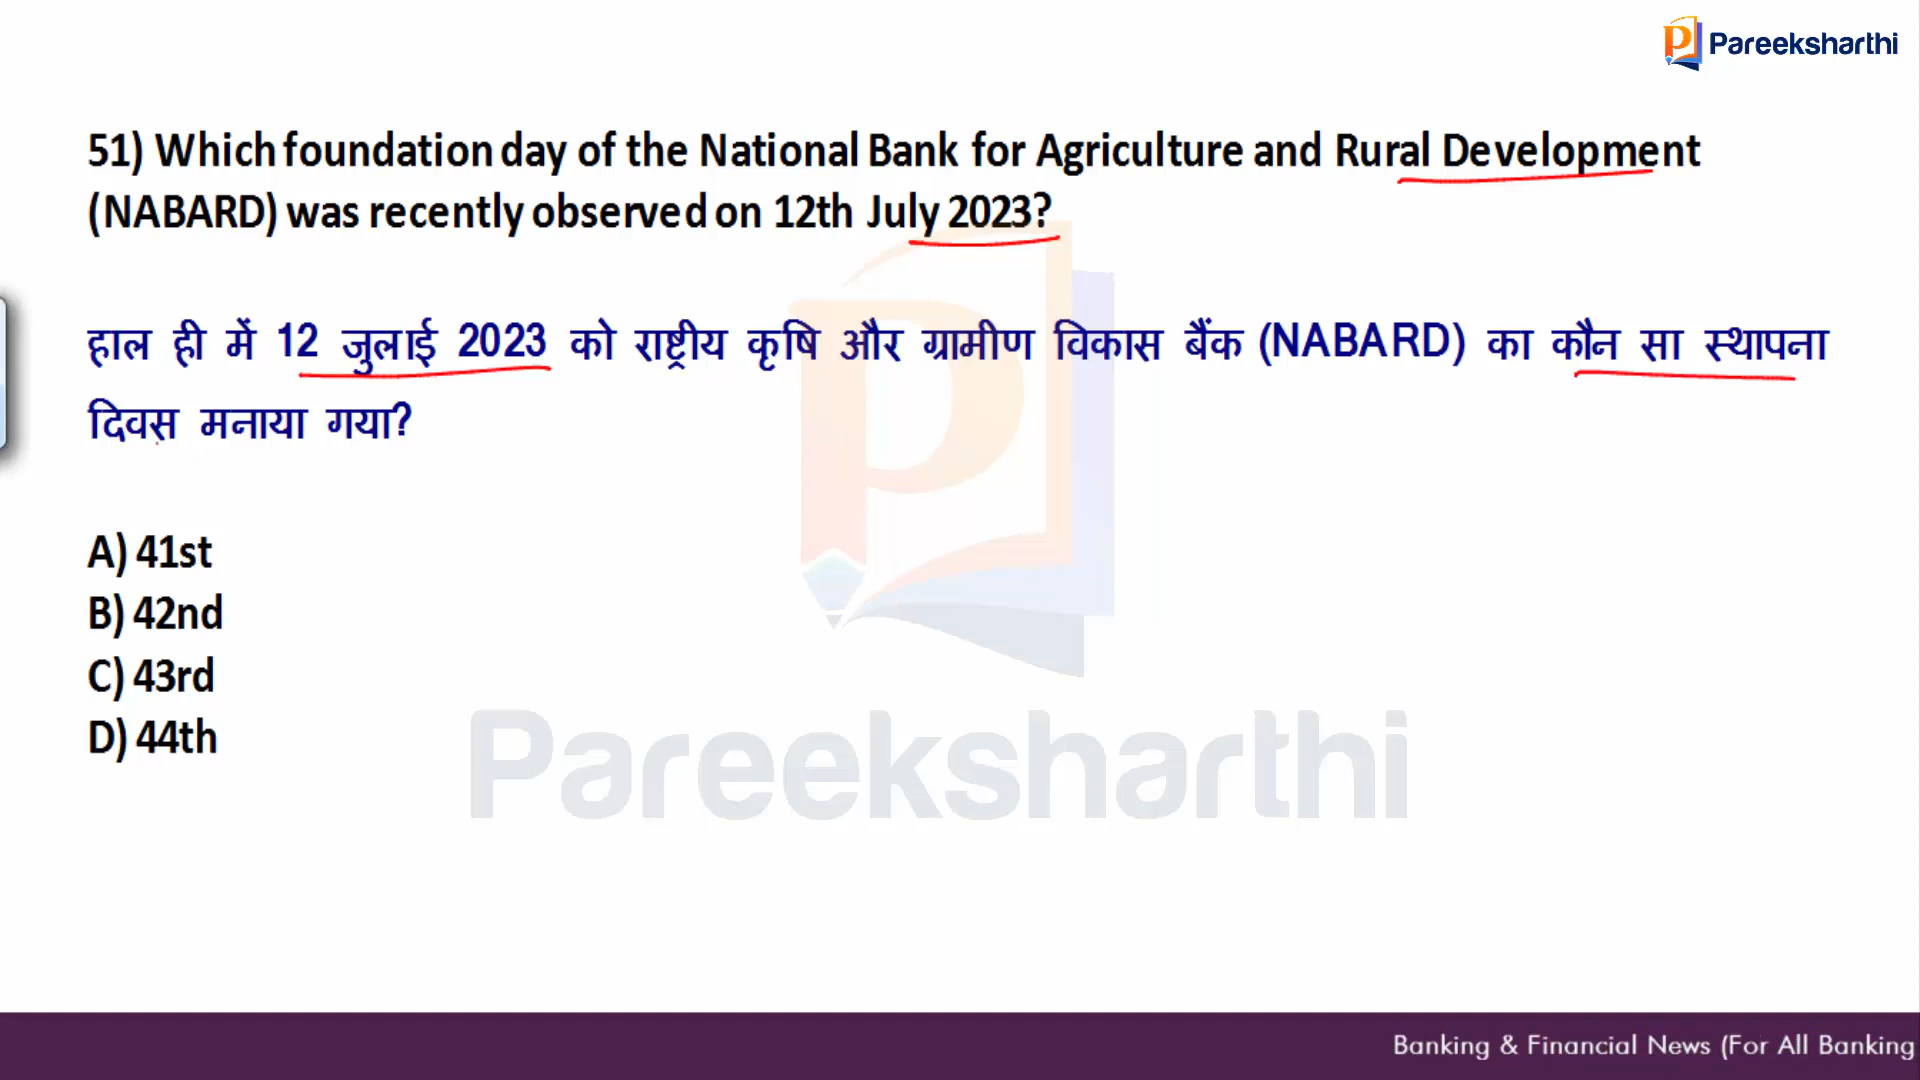 Pareeksharthi
51) Which foundation day of the National Bank for Agriculture and Rural Development
(NABARD) was recently observed on 12th July 2023?
हाल ही में 12 जुलाई 2023 को राष्ट्रीय कृषि और ग्रामीण विकास बैंक (NABARD) का कौन सा स्थापना
दिवस मनाया गया?
A) 41st
B) 42nd
C) 43rd
D) 44th
Pareeksharthi
Banking & Financial News (For All Banking